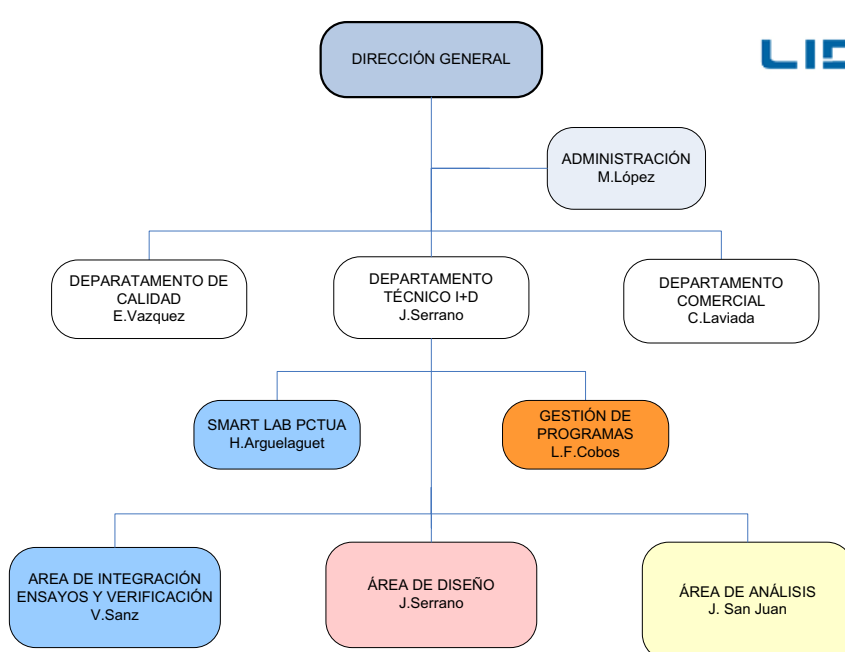 DIRECCIÓN GENERAL
ADMINISTRACIÓN
M.López
DEPARATAMENTO DE
CALIDAD
E.Vazquez
DEPARTAMENTO
TÉCNICO I+D
J.Serrano
DEPARTAMENTO
COMERCIAL
C.Laviada
SMART LAB PCTUA
H.Arguelaguet
GESTIÓN DE
PROGRAMAS
L.F.Cobos
AREA DE INTEGRACIÓN
ENSAYOS Y VERIFICACIÓN
V.Sanz
ÁREA DE DISEÑO
J.Serrano
ÁREA DE ANÁLISIS
J. San Juan